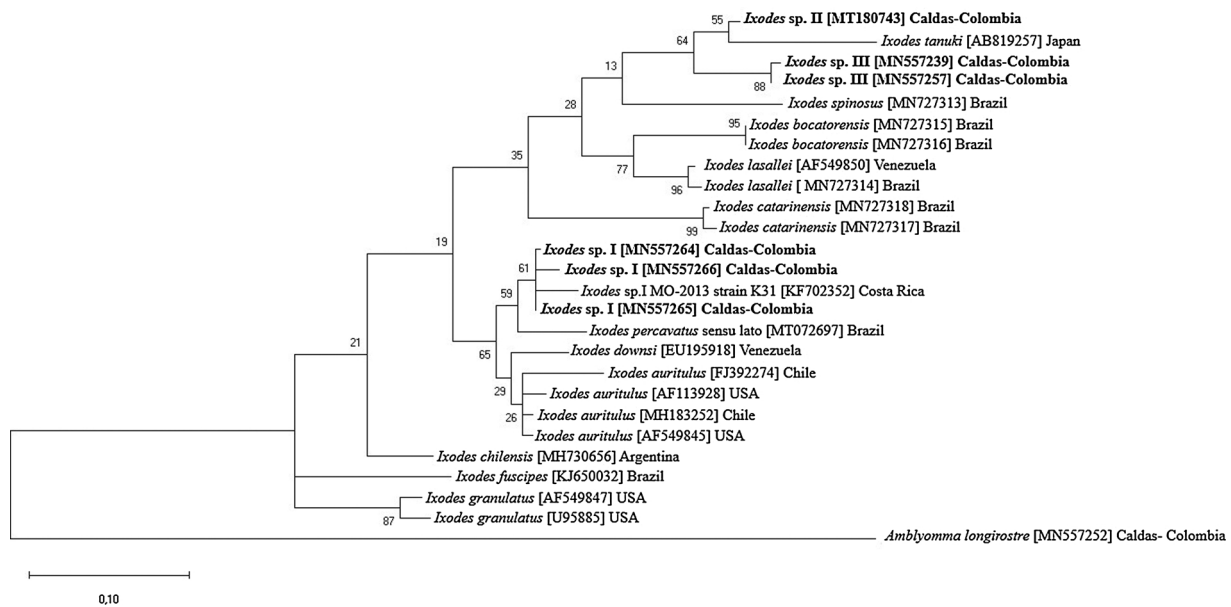 55
Ixodes sp. II [MT180743] Caldas-Colombia
64
Ixodes tanuki [AB819257] Japan
13
Ixodes sp. III [MN557239] Caldas-Colombia
88
Ixodes sp. III [MN557257] Caldas-Colombia
28
Ixodes spinosus [MN727313] Brazil
95
Ixodes bocatorensis [MN727315] Brazil
Ixodes bocatorensis [MN727316] Brazil
35
77
Ixodes lasallei [AF549850] Venezuela
96
Ixodes lasallei [ MN727314] Brazil
Ixodes catarinensis [MN727318] Brazil
99
Ixodes catarinensis [MN727317] Brazil
19
Ixodes sp. I [MN557264] Caldas-Colombia
61
Ixodes sp. I [MN557266] Caldas-Colombia
59
Ixodes sp.I MO-2013 strain K31 [KF702352] Costa Rica
Ixodes sp. I [MN557265] Caldas-Colombia
Ixodes percavatus sensu lato [MT072697] Brazil
21
65
Ixodes downsi [EU195918] Venezuela
Ixodes auritulus [FJ392274] Chile
29
Ixodes auritulus [AF113928] USA
26
Ixodes auritulus [MH183252] Chile
Ixodes auritulus [AF549845] USA
Ixodes chilensis [MH730656] Argentina
Ixodes fuscipes [KJ650032] Brazil
Ixodes granulatus [AF549847] USA
87
Ixodes granulatus [U95885] USA
Amblyomma longirostre [MN557252] Caldas- Colombia
0,10